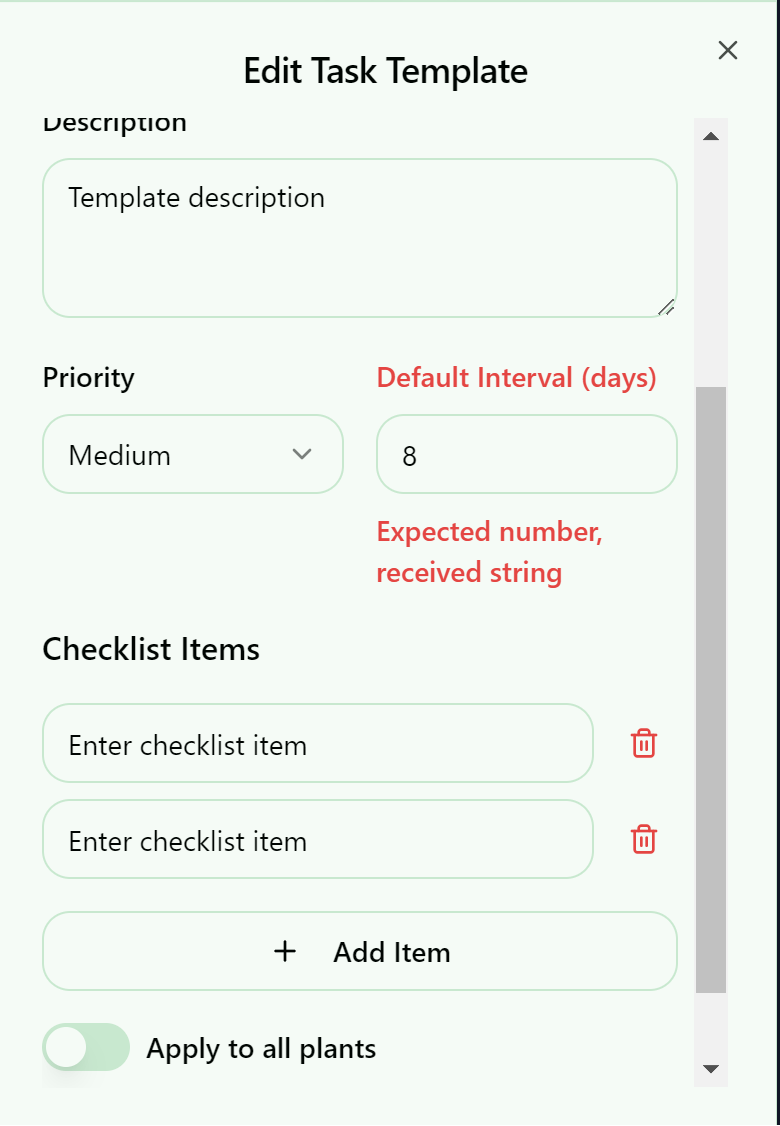 Edit Task Template
Description
Template description
Priority
Default Interval (days)
Medium
8
Expected number,
received string
Checklist Items
Enter checklist item
Enter checklist item
Add Item
Apply to all plants